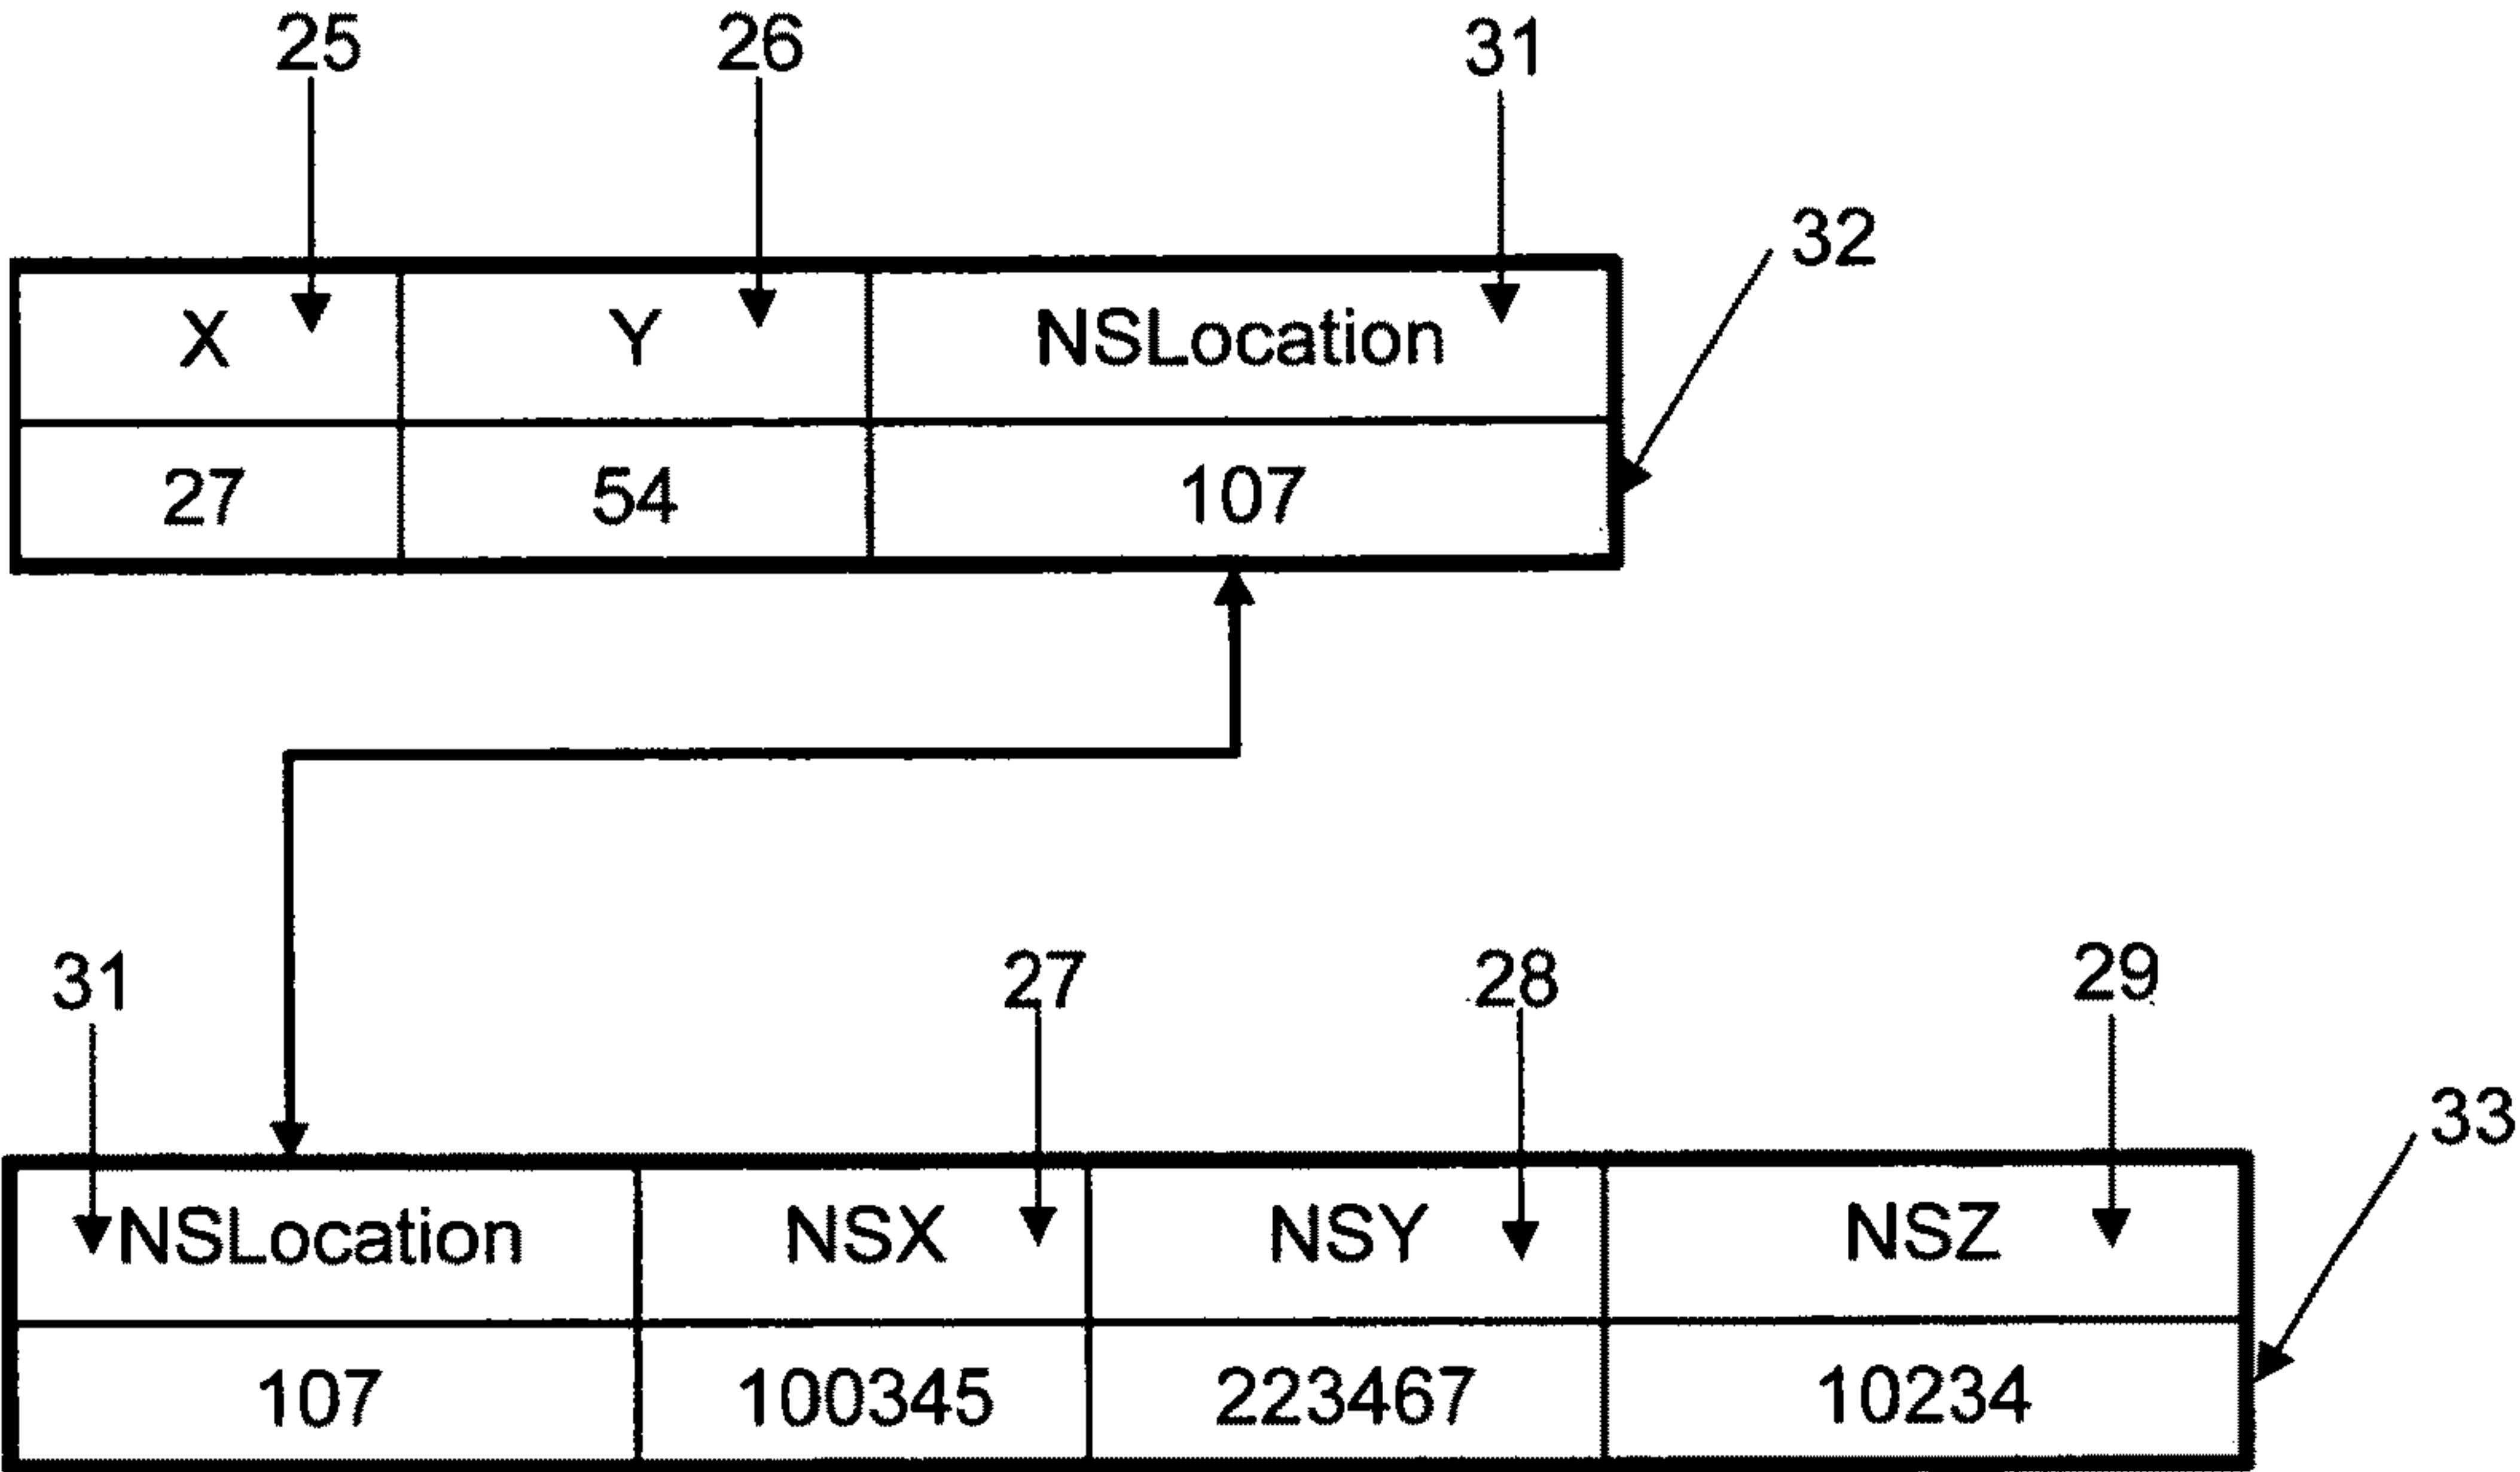 25 26 31
32
X Y NSLocation
27 54 107
31 27 28 29
33
NSLocation NSX NSY NSZ
107 100345 223467 10234